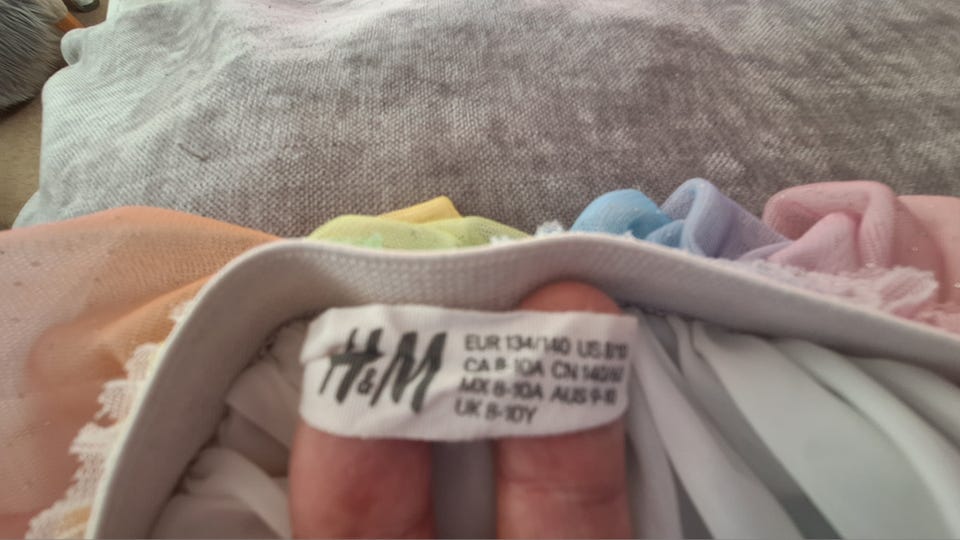 H&M
EUR 134/140 US 8/10
CA 8-10A CN 140/60
MX 8-10A AUS 9-10
UK 8-10Y